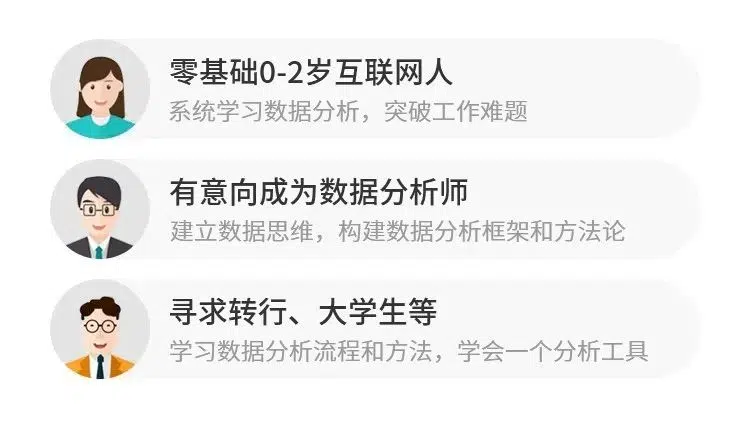 零基础0-2岁互联网人
系统学习数据分析，突破工作难题
有意向成为数据分析师
建立数据思维，构建数据分析框架和方法论
寻求转行、大学生等
学习数据分析流程和方法，学会一个分析工具